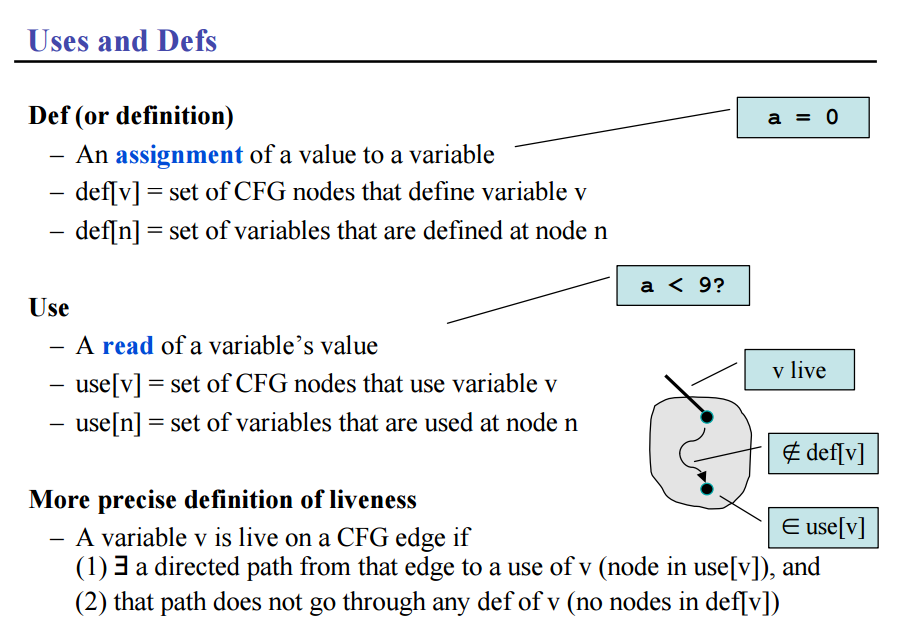 Uses and Defs
Def (or definition)
a = 0
– An assignment of a value to a variable
– def[v] = set of CFG nodes that define variable v
– def[n] = set of variables that are defined at node n
a < 9?
Use
– A read of a variable’s value
– use[v] = set of CFG nodes that use variable v
– use[n] = set of variables that are used at node n
v live
∉ def[v]
∈ use[v]
More precise definition of liveness
– A variable v is live on a CFG edge if
(1) ∃ a directed path from that edge to a use of v (node in use[v]), and
(2) that path does not go through any def of v (no nodes in def[v])